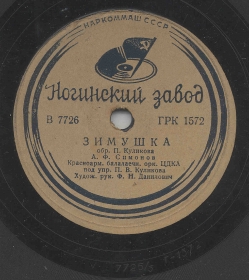 НАРКОММАШ СССР
Ногинский завод
В 7726 ГРК 1572
ЗИМУШКА
обр. П. Куликова
А. Ф. Симонов
Красноарм. балалаечн. орк. ЦДКА
под упр. П. В. Куликова
Худож. рук. Ф. Н. Данилович